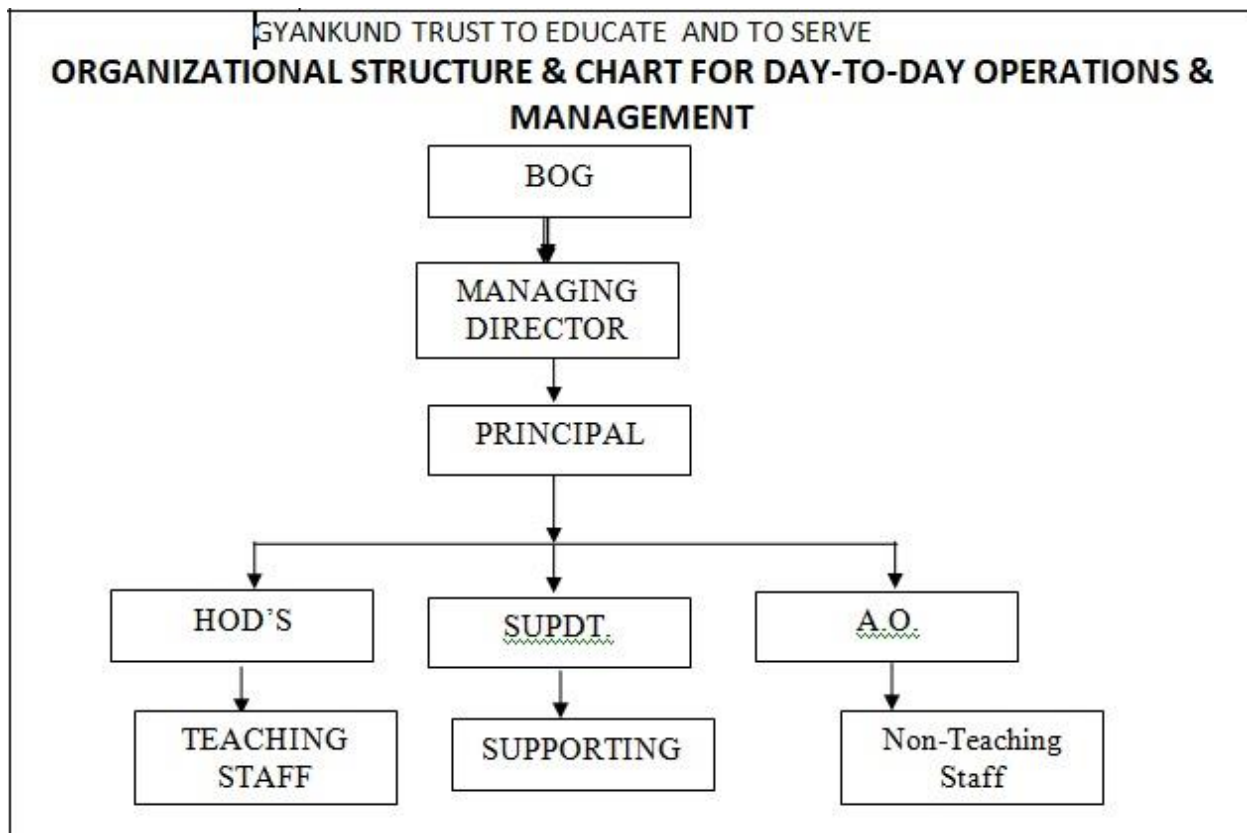 GYANKUND TRUST TO EDUCATE AND TO SERVE
ORGANIZATIONAL STRUCTURE & CHART FOR DAY-TO-DAY OPERATIONS &
MANAGEMENT
BOG
MANAGING
DIRECTOR
PRINCIPAL
HOD'S
SUPDT.
A.O.
TEACHING
STAFF
SUPPORTING
Non-Teaching
Staff